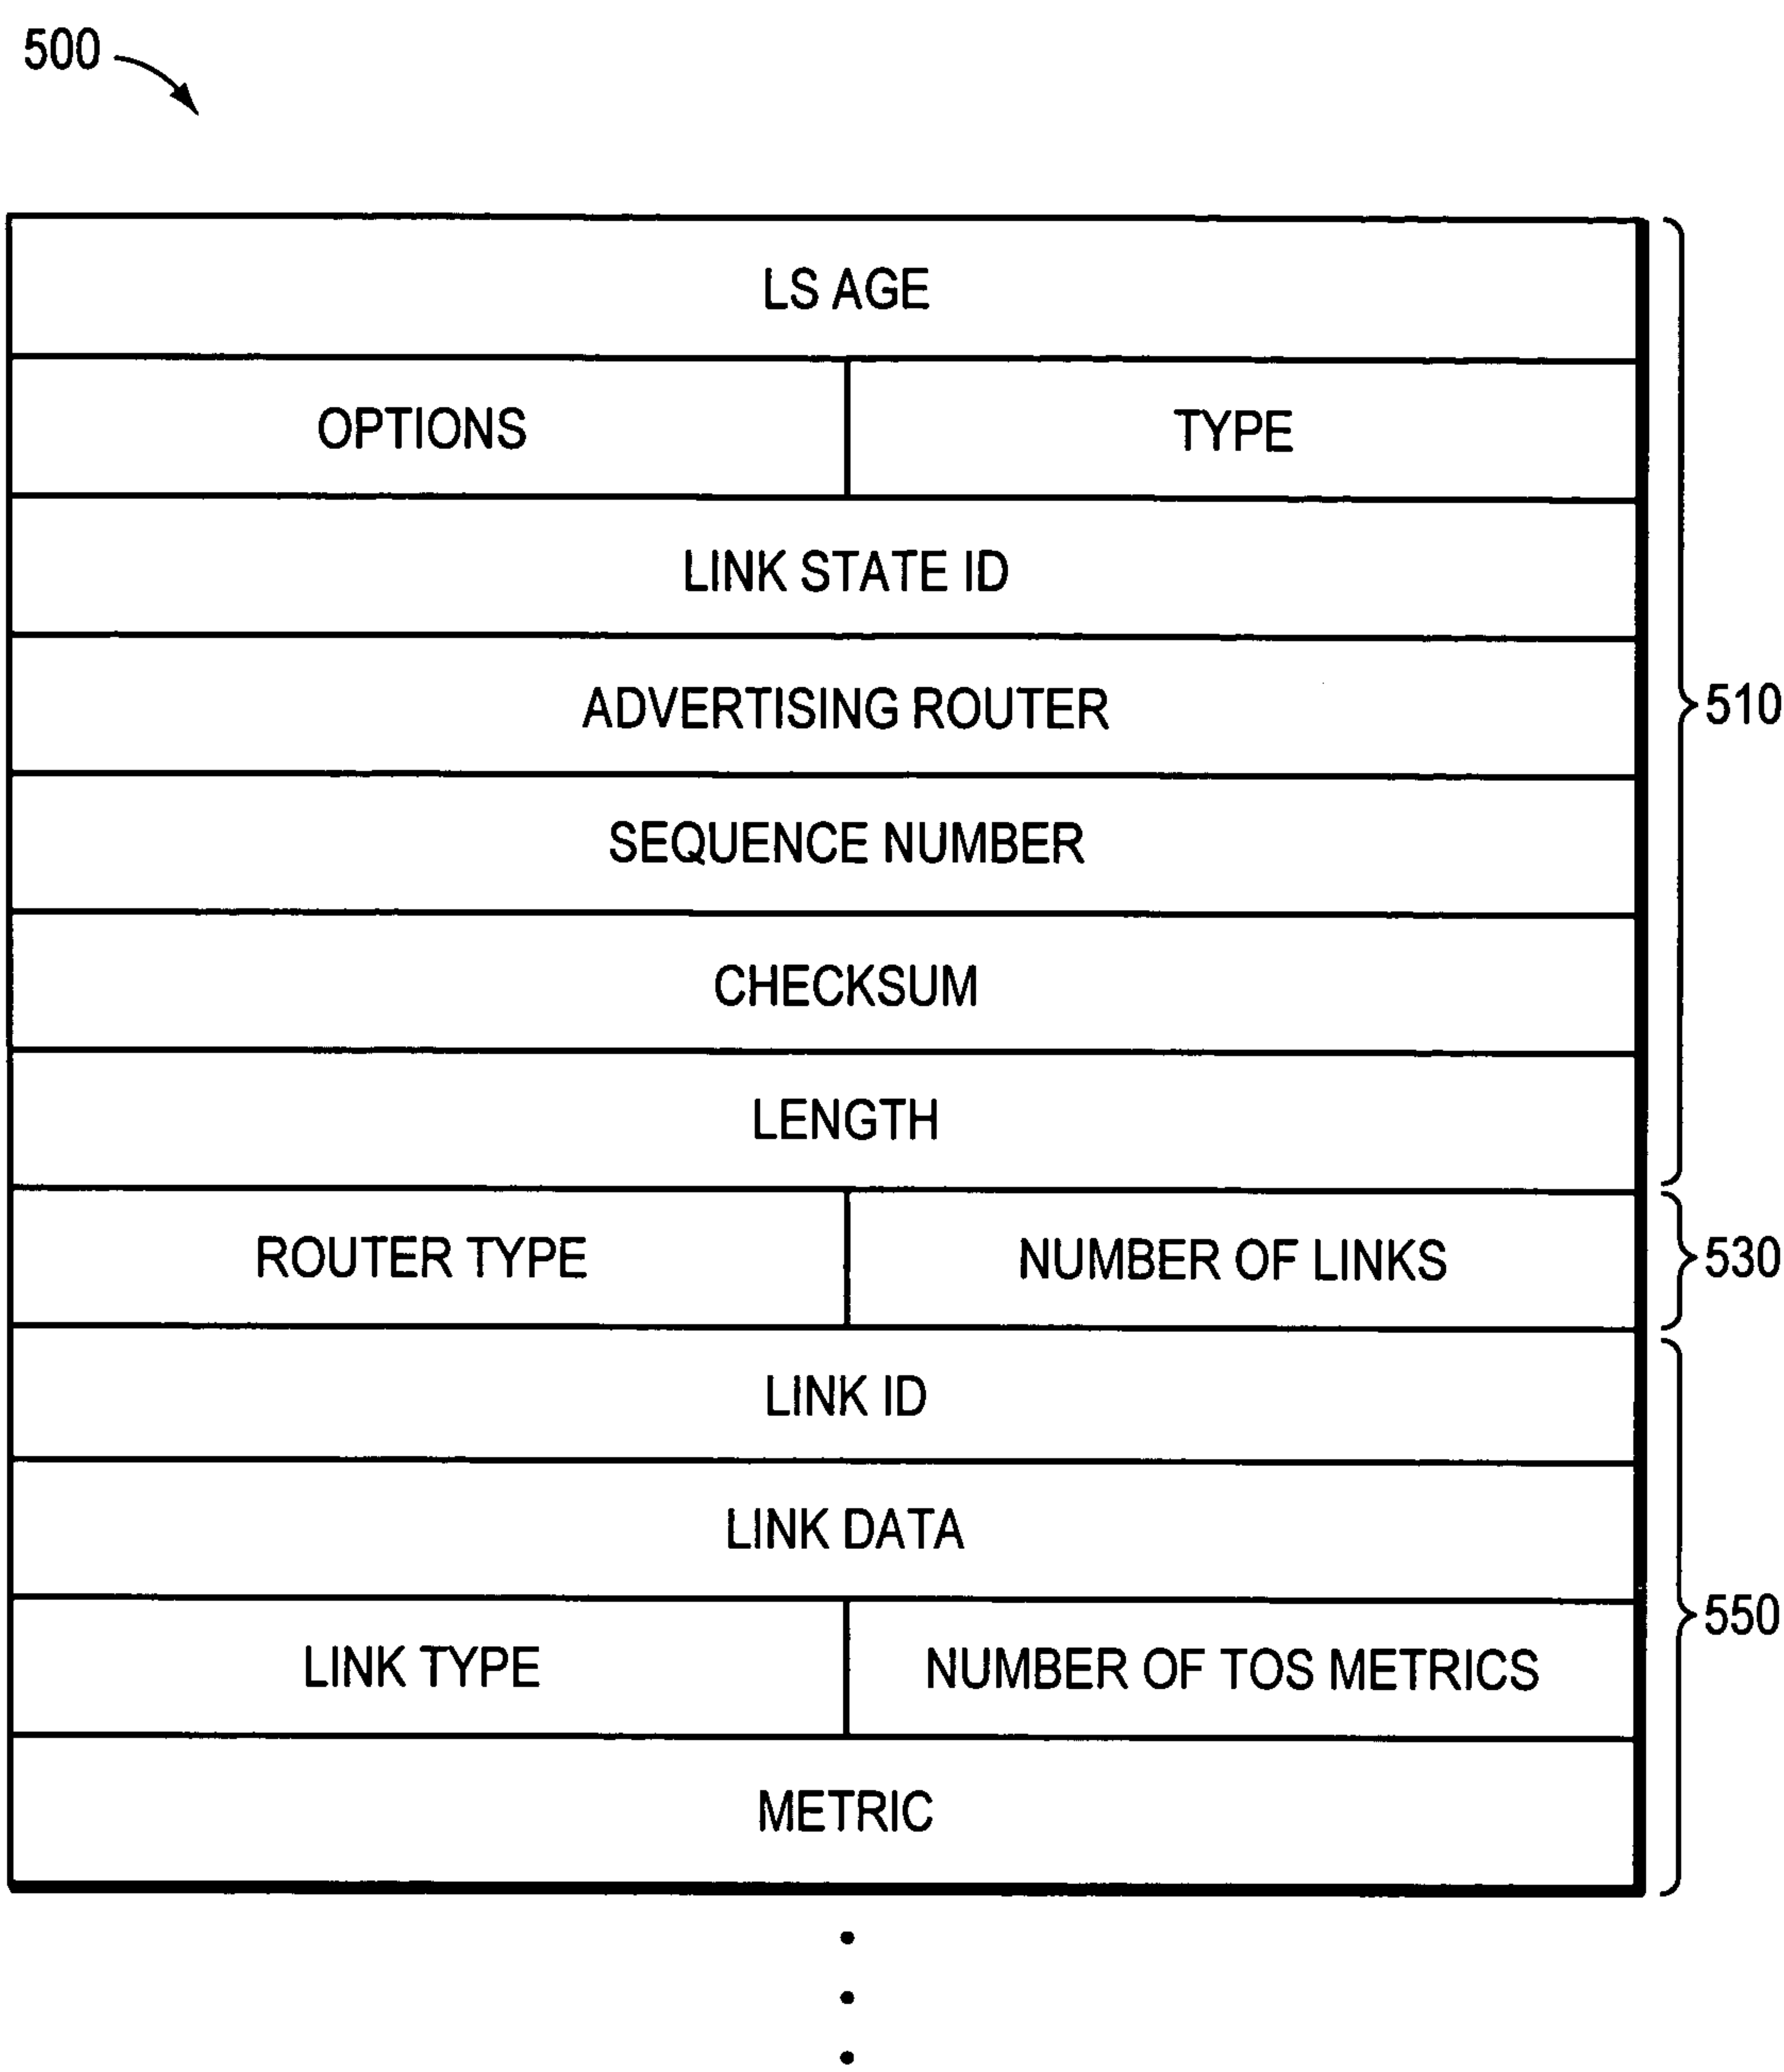 500
LS AGE
OPTIONS TYPE
LINK STATE ID
ADVERTISING ROUTER
510
SEQUENCE NUMBER
CHECKSUM
LENGTH
ROUTER TYPE NUMBER OF LINKS
530
LINK ID
LINK DATA
550
LINK TYPE NUMBER OF TOS METRICS
METRIC